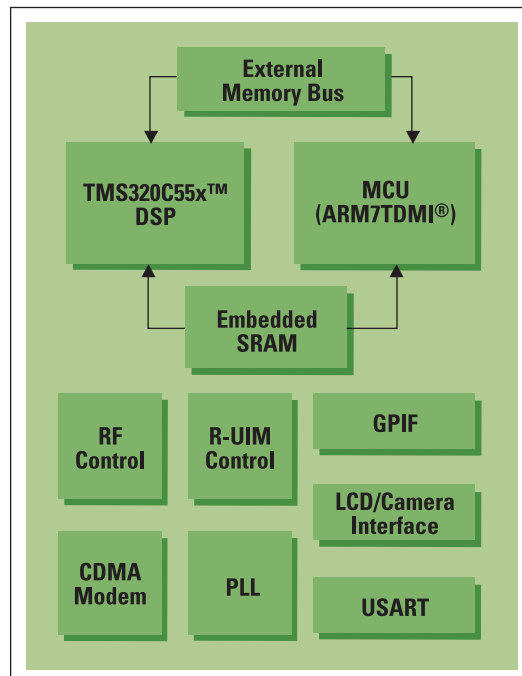 External
Memory Bus
TMS320C55x™
DSP
MCU
(ARM7TDMI®)
Embedded
SRAM
RF
Control
R-UIM
Control
GPIF
LCD/Camera
Interface
CDMA
Modem
PLL
USART